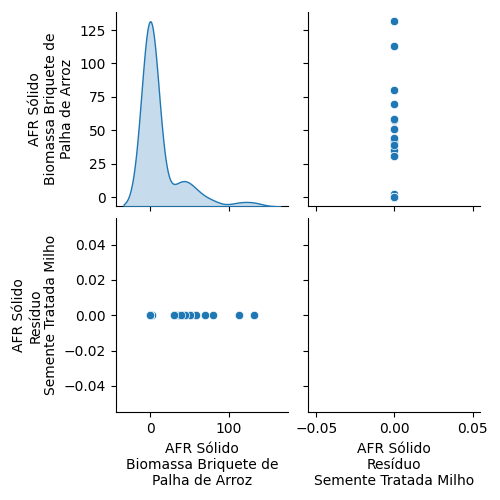 AFR Sólido
Biomassa Briquete de
Palha de Arroz
125
100
75
50
25
0
AFR Sólido
Resíduo
Semente Tratada Milho
0.04
0.02
0.00
−0.02
−0.04
0
100
AFR Sólido
Biomassa Briquete de
Palha de Arroz
−0.05
0.00
0.05
AFR Sólido
Resíduo
Semente Tratada Milho